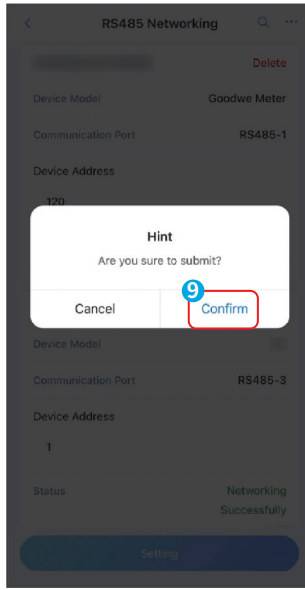 RS485 Networking
Delete
Device Model Goodwe Meter
Communication Port RS485-1
Device Address
120
Hint
Are you sure to submit?
9
Cancel Confirm
Device Model
Communication Port RS485-3
Device Address
1
Status Networking
Successfully
Setting